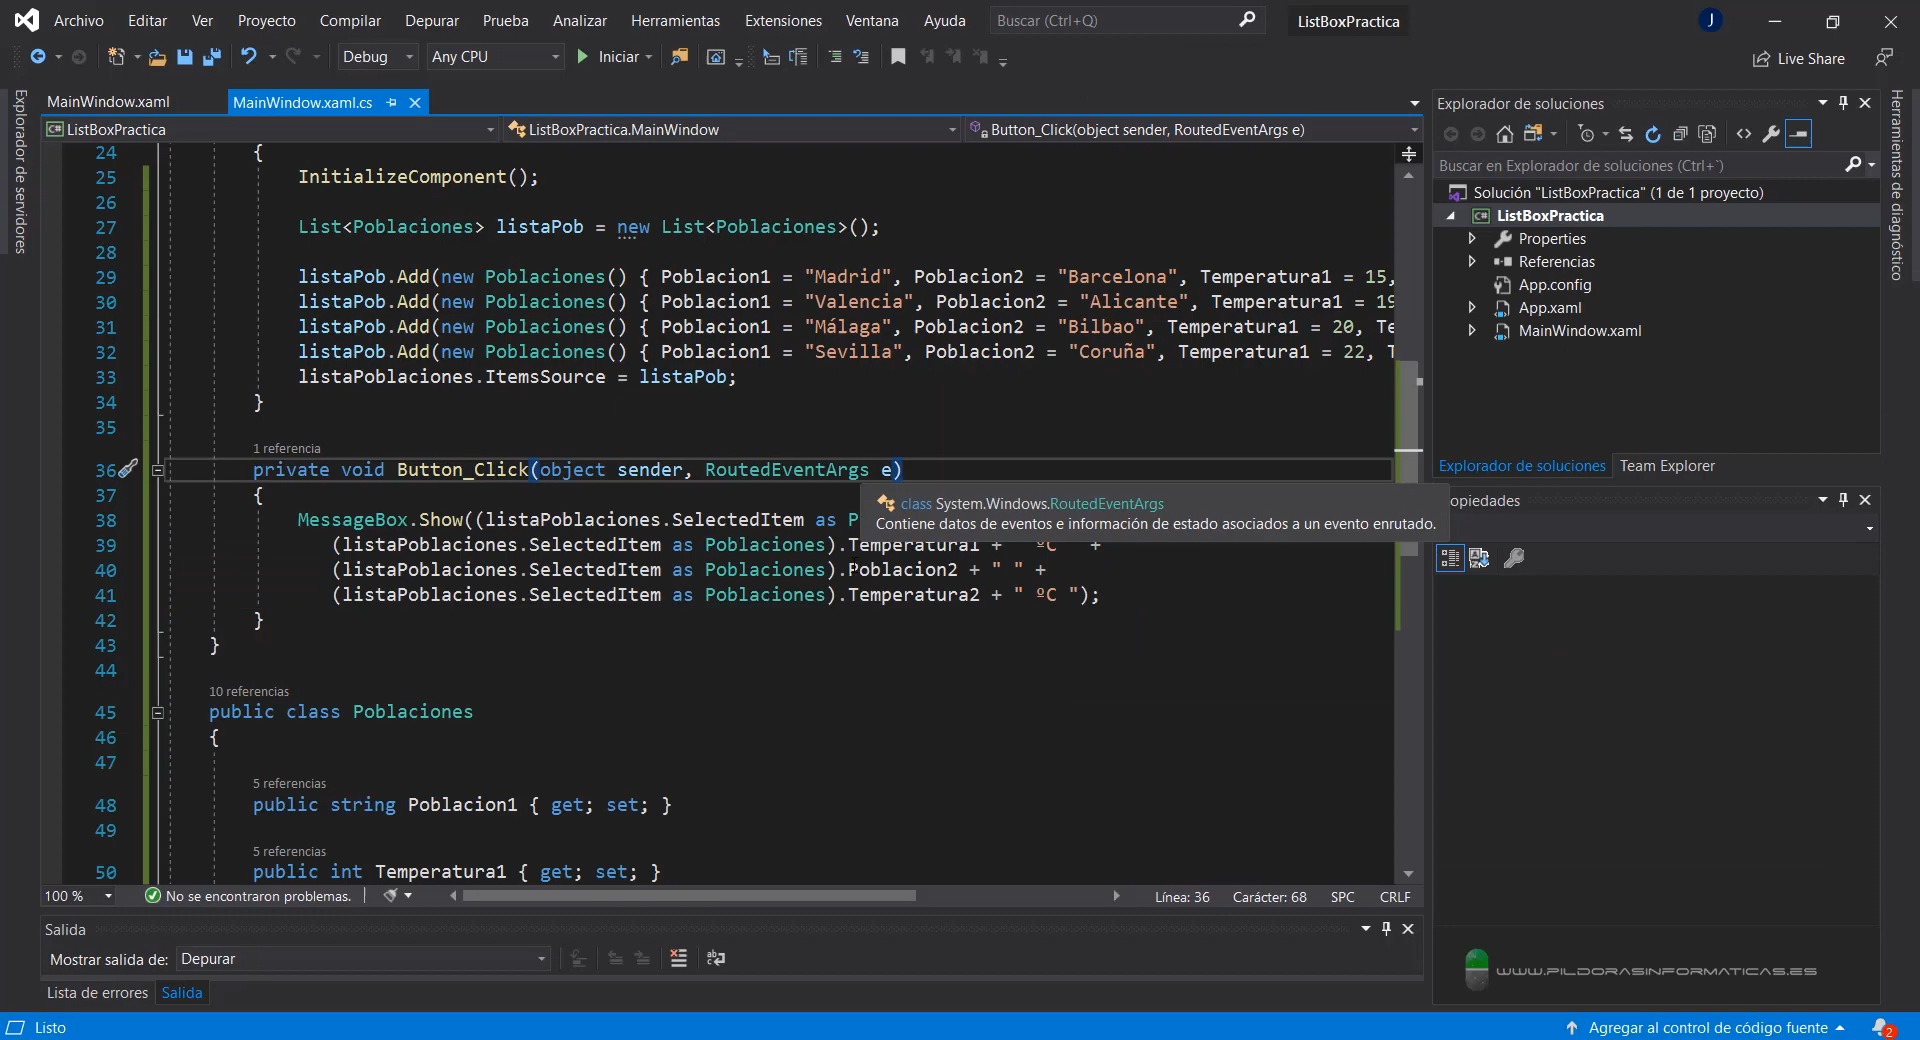 Archivo Editar Ver Proyecto Compilar Depurar Prueba Analizar Herramientas Extensiones Ventana Ayuda Buscar (Ctrl+Q) ListBoxPractica J
Debug Any CPU Iniciar Live Share
Explorador de servidores
MainWindow.xaml MainWindow.xaml.cs
ListBoxPractica ListBoxPractica.MainWindow Button_Click(object sender, RoutedEventArgs e)
24 {
25 InitializeComponent();
26
27 List<Poblaciones> listaPob = new List<Poblaciones>();
28
29 listaPob.Add(new Poblaciones() { Poblacion1 = "Madrid", Poblacion2 = "Barcelona", Temperatura1 = 15,
30 listaPob.Add(new Poblaciones() { Poblacion1 = "Valencia", Poblacion2 = "Alicante", Temperatura1 = 19
31 listaPob.Add(new Poblaciones() { Poblacion1 = "Málaga", Poblacion2 = "Bilbao", Temperatura1 = 20, Te
32 listaPob.Add(new Poblaciones() { Poblacion1 = "Sevilla", Poblacion2 = "Coruña", Temperatura1 = 22, T
33 listaPoblaciones.ItemsSource = listaPob;
34 }
35
1 referencia
36 private void Button_Click(object sender, RoutedEventArgs e)
37 {
class System.Windows.RoutedEventArgs
Contiene datos de eventos e información de estado asociados a un evento enrutado.
38 MessageBox.Show((listaPoblaciones.SelectedItem as P
39 (listaPoblaciones.SelectedItem as Poblaciones).Temperatura1 + ºC +
40 (listaPoblaciones.SelectedItem as Poblaciones).Poblacion2 + " " +
41 (listaPoblaciones.SelectedItem as Poblaciones).Temperatura2 + " ºC ");
42 }
43 }
44
10 referencias
45 public class Poblaciones
46 {
47
5 referencias
48 public string Poblacion1 { get; set; }
49
5 referencias
50 public int Temperatura1 { get; set; }
100 % No se encontraron problemas. Línea: 36 Carácter: 68 SPC CRLF
Salida
Mostrar salida de: Depurar
Lista de errores Salida
Explorador de soluciones
Buscar en Explorador de soluciones (Ctrl+`)
Solución "ListBoxPractica" (1 de 1 proyecto)
ListBoxPractica
Properties
Referencias
App.config
App.xaml
MainWindow.xaml
Explorador de soluciones Team Explorer
opiedades
Herramientas de diagnóstico
WWW.PILDORASINFORMATICAS.ES
Listo Agregar al control de código fuente 2